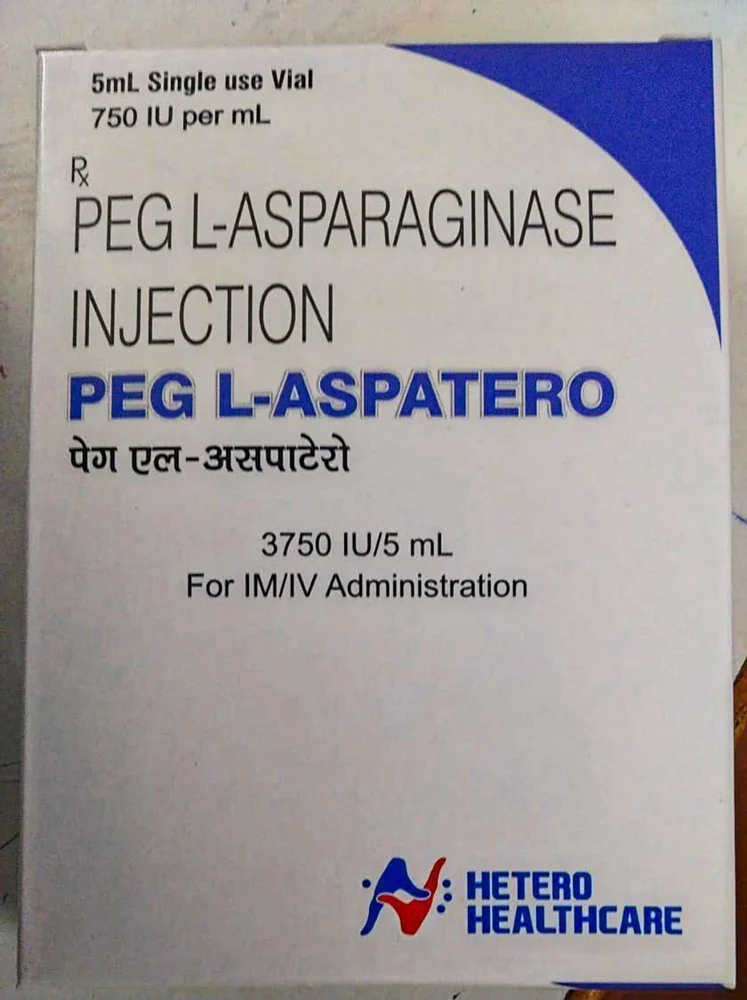 5mL Single use Vial
750 IU per mL
Rx
PEG L-ASPARAGINASE
INJECTION
PEG L-ASPATERO
पेग एल-असपाटेरो
3750 IU/5 mL
For IM/IV Administration
HETERO
HEALTHCARE